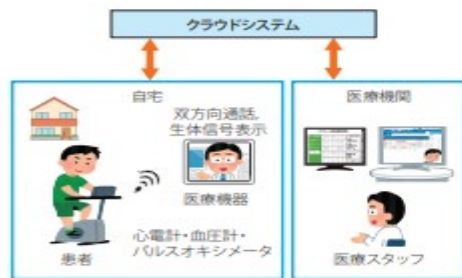 クラウドシステム
自宅
医療機関
双方向通話,
生体信号表示
医療機器
心電計・血圧計・
パルスオキシメータ
患者
医療スタッフ